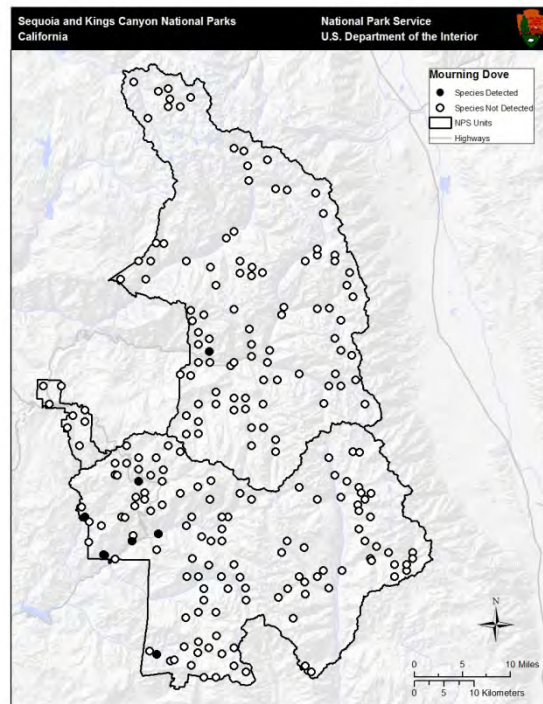 Sequoia and Kings Canyon National Parks
California
National Park Service
U.S. Department of the Interior
Mourning Dove
Species Detected
Species Not Detected
NPS Units
Highways
N
0 5 10 Miles
0 5 10 Kilometers